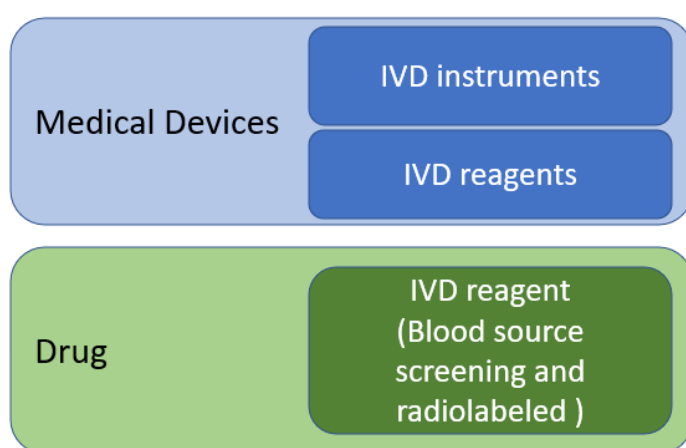 Medical Devices
IVD instruments
IVD reagents
Drug
IVD reagent
(Blood source
screening and
radiolabeled )